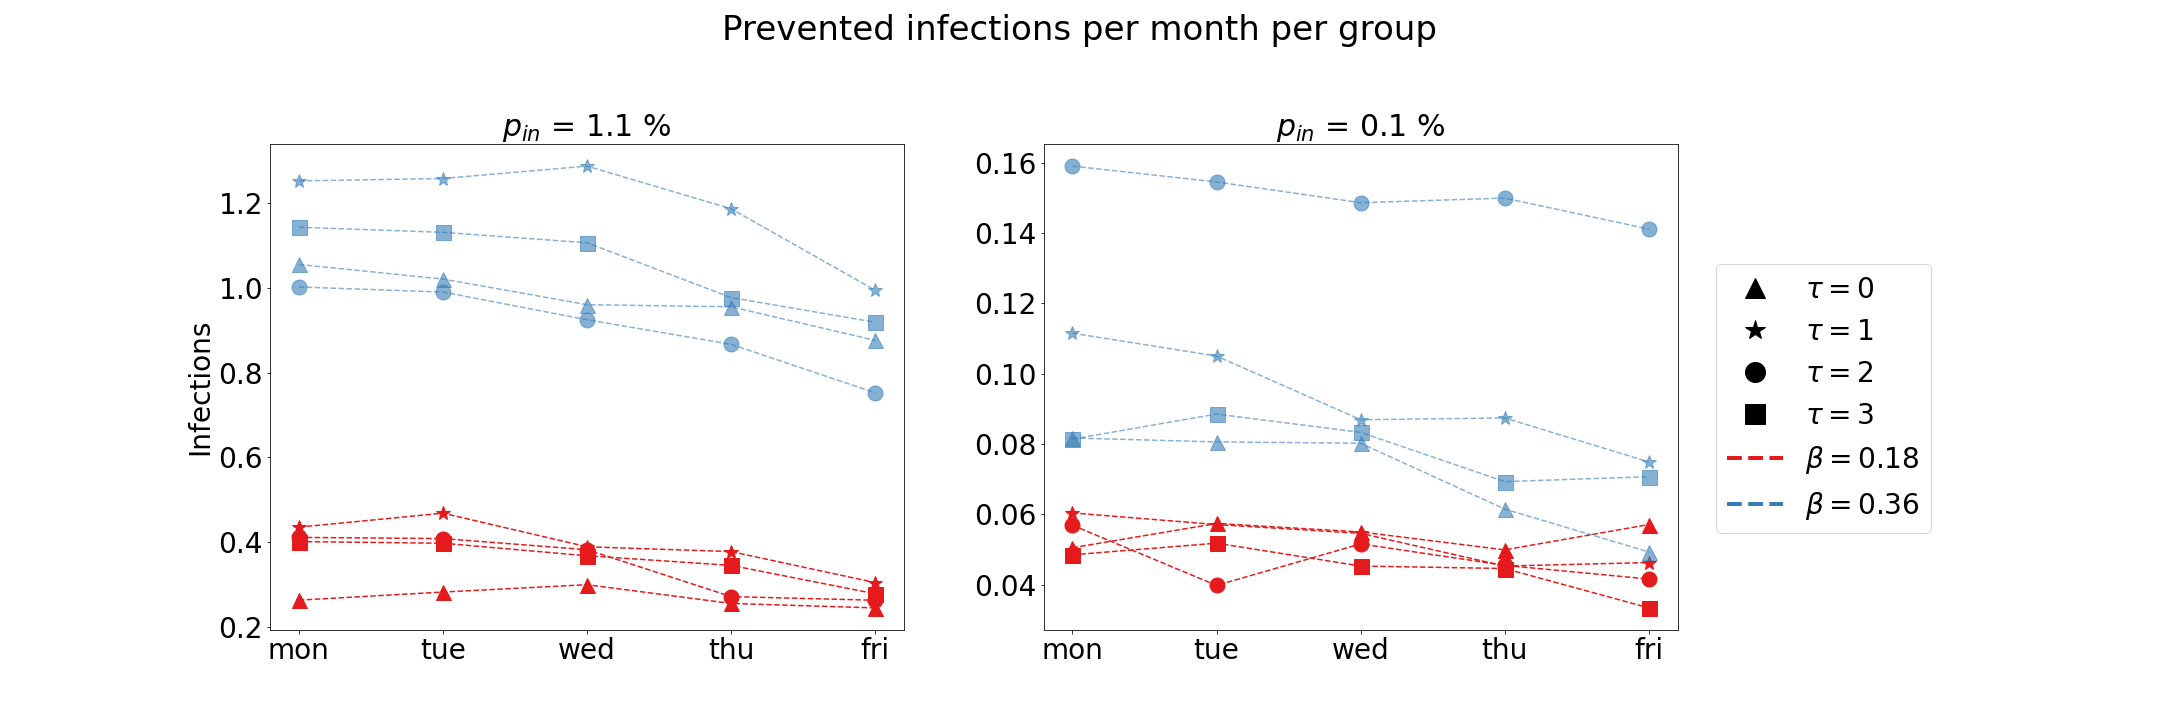 Prevented infections per month per group
p_in = 1.1 %
Infections
1.2
1.0
0.8
0.6
0.4
0.2
mon tue wed thu fri
p_in = 0.1 %
0.16
0.14
0.12
0.10
0.08
0.06
0.04
mon tue wed thu fri
τ = 0
τ = 1
τ = 2
τ = 3
β = 0.18
β = 0.36